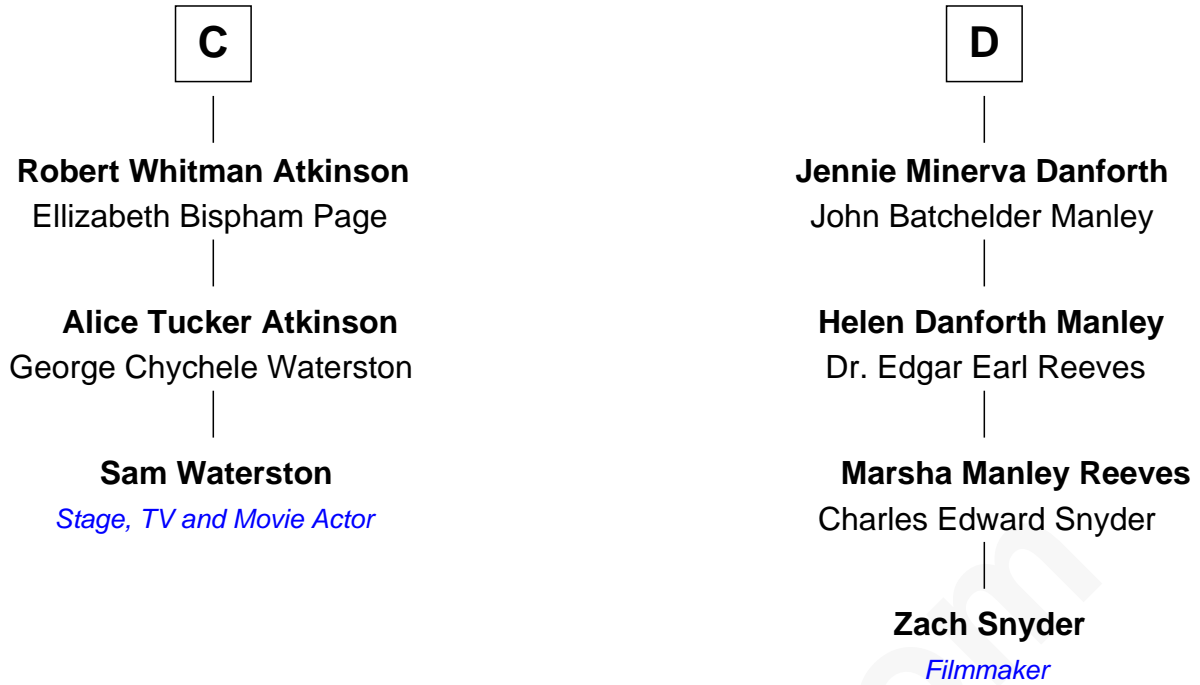 C
Robert Whitman Atkinson
Ellizabeth Bispham Page
Alice Tucker Atkinson
George Chychele Waterston
Sam Waterston
Stage, TV and Movie Actor
D
Jennie Minerva Danforth
John Batchelder Manley
Helen Danforth Manley
Dr. Edgar Earl Reeves
Marsha Manley Reeves
Charles Edward Snyder
Zach Snyder
Filmmaker